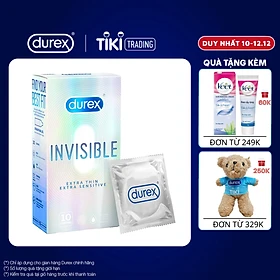 durex
TIKI
TRADING
DUY NHẤT 10-12.12
QUÀ TẶNG KÈM
Veet
60K
ĐƠN TỪ 249K
durex
250K
ĐƠN TỪ 329K
FIND YOUR
BEST FIT
durex
INVISIBLE
EXTRA THIN
EXTRA SENSITIVE
10
durex
(*) Chỉ áp dụng cho gian hàng Durex chính hãng
(*) Số lượng quà tặng giới hạn
(*) Kiểm tra quà tại giỏ hàng trước khi thanh toán